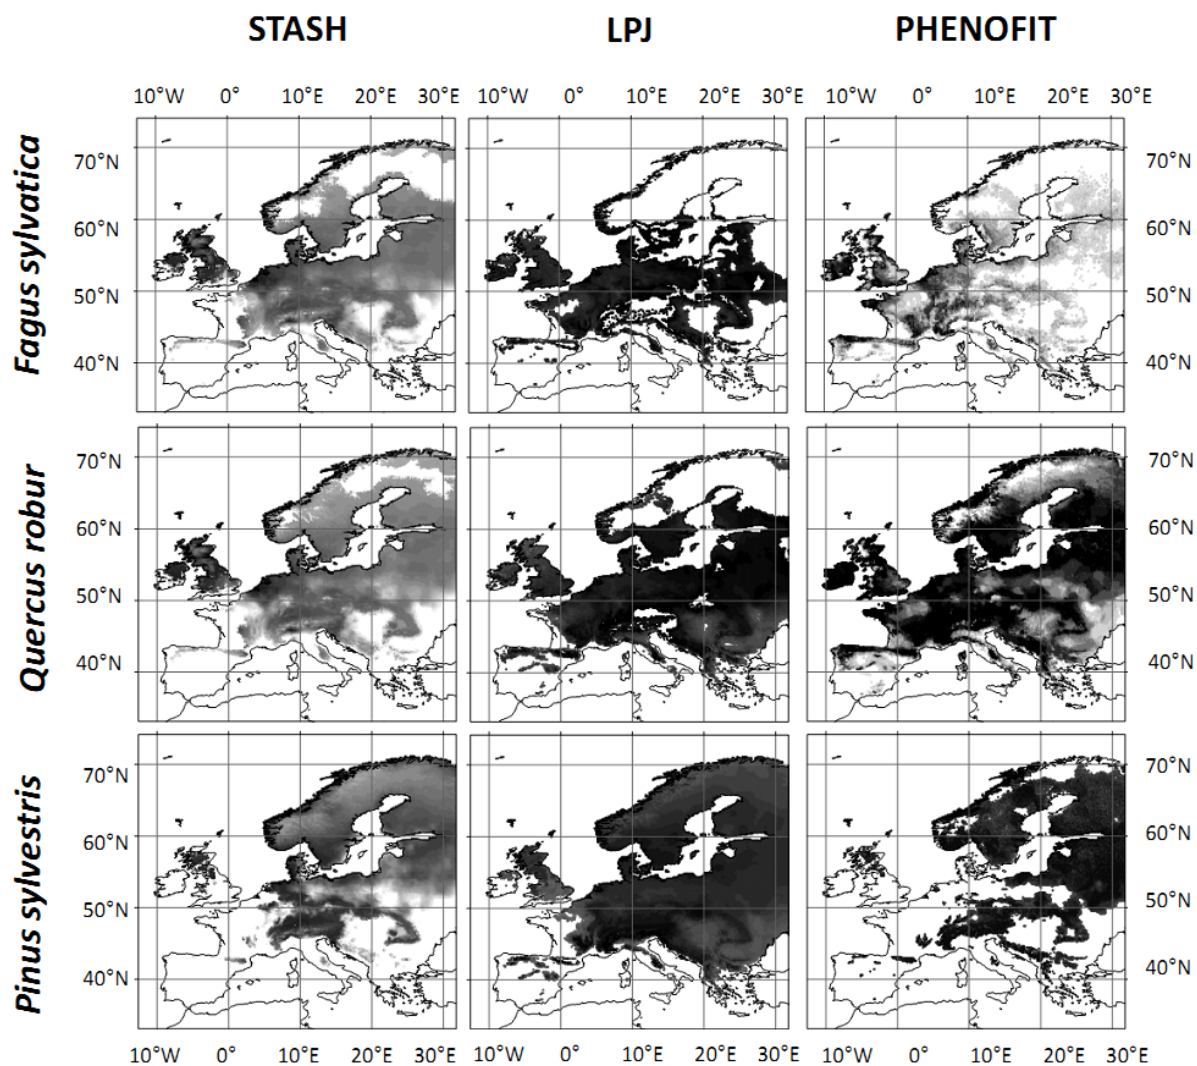 STASH LPJ PHENOFIT
10°W 0° 10°E 20°E 30°E 10°W 0° 10°E 20°E 30°E 10°W 0° 10°E 20°E 30°E
Fagus sylvatica
70°N 70°N
60°N 60°N
50°N 50°N
40°N 40°N
Quercus robur
70°N 70°N
60°N 60°N
50°N 50°N
40°N 40°N
Pinus sylvestris
70°N 70°N
60°N 60°N
50°N 50°N
40°N 40°N
10°W 0° 10°E 20°E 30°E 10°W 0° 10°E 20°E 30°E 10°W 0° 10°E 20°E 30°E